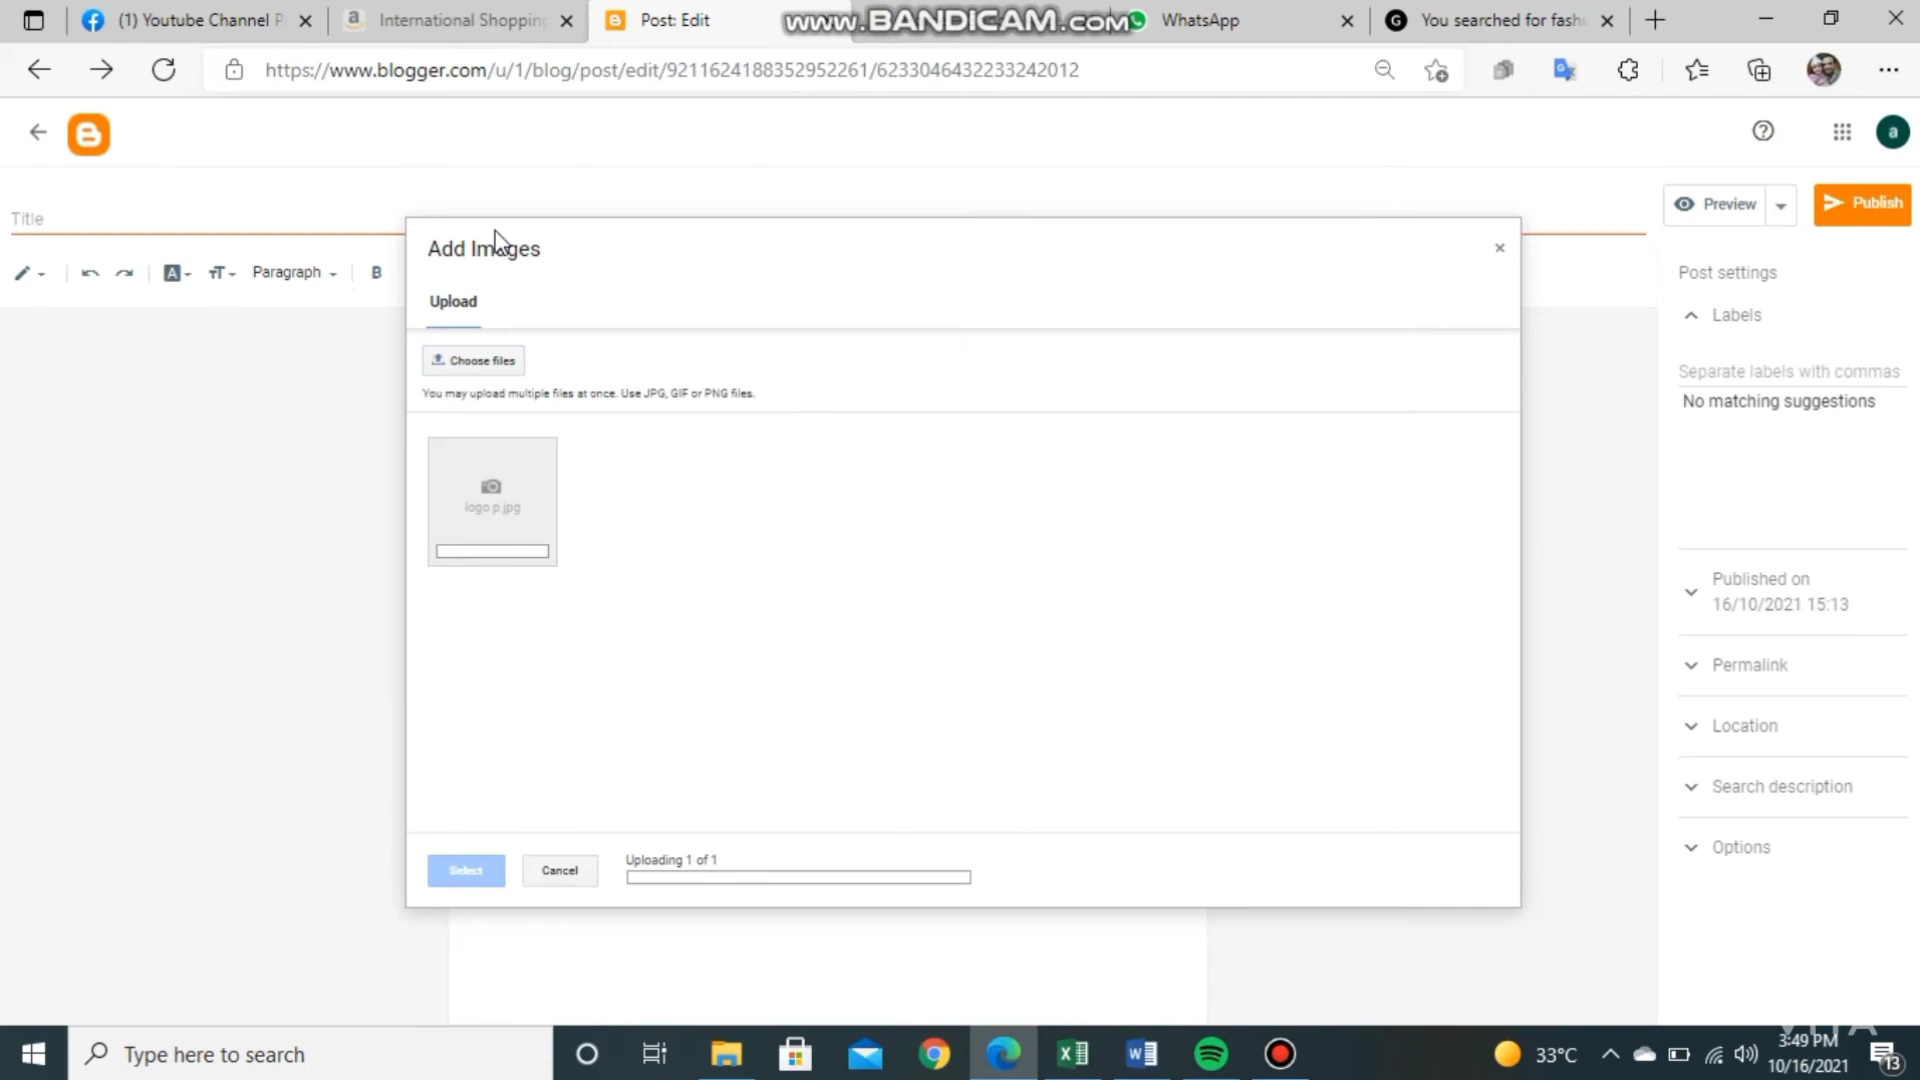 (1) Youtube Channel P
International Shopping
Post: Edit
www.BANDICAM.com
WhatsApp
You searched for fashi
https://www.blogger.com/u/1/blog/post/edit/9211624188352952261/6233046432233242012
a
Title
Preview
Publish
Paragraph
B
Add Images
Upload
Choose files
You may upload multiple files at once. Use JPG, GIF or PNG files.
logo p.jpg
Select
Cancel
Uploading 1 of 1
Post settings
Labels
Separate labels with commas
No matching suggestions
Published on
16/10/2021 15:13
Permalink
Location
Search description
Options
Type here to search
33°C
3:49 PM
10/16/2021
13